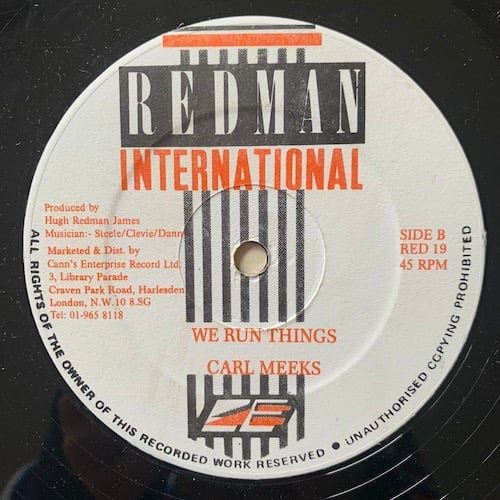 REDMAN
INTERNATIONAL
Produced by
Hugh Redman James
Musician:- Steele/Clevie/Danny
Marketed & Dist. by
Cann's Enterprise Record Ltd.
3, Library Parade
Craven Park Road, Harlesden.
London, N.W.10 8.SG
Tel: 01-965 8118
SIDE B
RED 19
45 RPM
WE RUN THINGS
CARL MEEKS
CE
ALL RIGHTS OF THE OWNER OF THIS RECORDED WORK RESERVED • UNAUTHORISED COPYING PROHIBITED